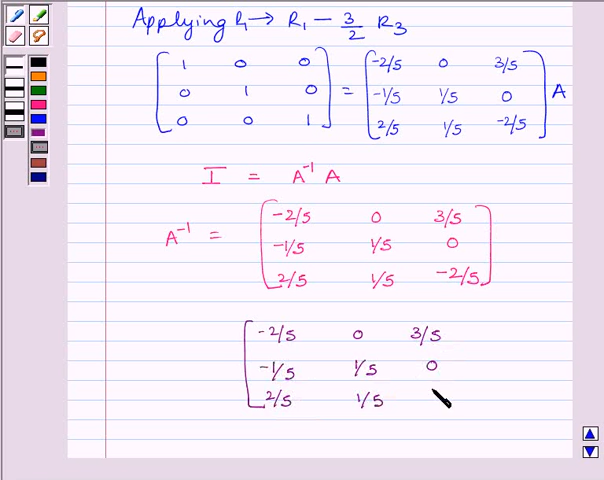 Applying R₁ → R₁ - 3/2 R₃
[1 0 0   [-2/5 0 3/5
0 1 0 = -1/5 1/5 0 A
0 0 1]   2/5 1/5 -2/5]
I = A⁻¹ A
[-2/5 0 3/5
A⁻¹ = -1/5 1/5 0
2/5 1/5 -2/5]
[-2/5 0 3/5
-1/5 1/5 0
2/5 1/5